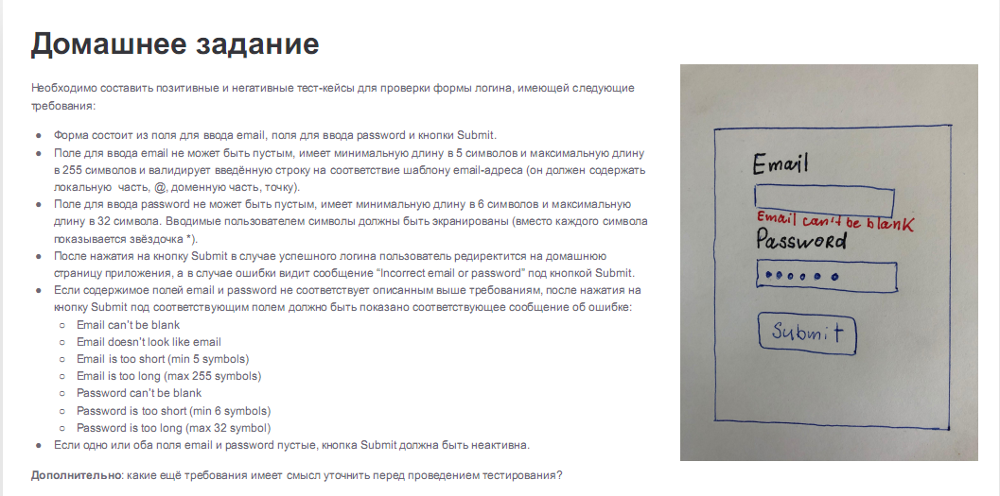 Домашнее задание
Необходимо составить позитивные и негативные тест-кейсы для проверки формы логина, имеющей следующие
требования:
● Форма состоит из поля для ввода email, поля для ввода password и кнопки Submit.
● Поле для ввода email не может быть пустым, имеет минимальную длину в 5 символов и максимальную длину
в 255 символов и валидирует введённую строку на соответствие шаблону email-адреса (он должен содержать
локальную часть, @, доменную часть, точку).
● Поле для ввода password не может быть пустым, имеет минимальную длину в 6 символов и максимальную
длину в 32 символа. Вводимые пользователем символы должны быть экранированы (вместо каждого символа
показывается звёздочка *).
● После нажатия на кнопку Submit в случае успешного логина пользователь редиректится на домашнюю
страницу приложения, а в случае ошибки видит сообщение “Incorrect email or password” под кнопкой Submit.
● Если содержимое полей email и password не соответствует описанным выше требованиям, после нажатия на
кнопку Submit под соответствующим полем должно быть показано соответствующее сообщение об ошибке:
○ Email can’t be blank
○ Email doesn’t look like email
○ Email is too short (min 5 symbols)
○ Email is too long (max 255 symbols)
○ Password can’t be blank
○ Password is too short (min 6 symbols)
○ Password is too long (max 32 symbol)
● Если одно или оба поля email и password пустые, кнопка Submit должна быть неактивна.
Дополнительно: какие ещё требования имеет смысл уточнить перед проведением тестирования?
Email
Email can't be blank
Password
Submit